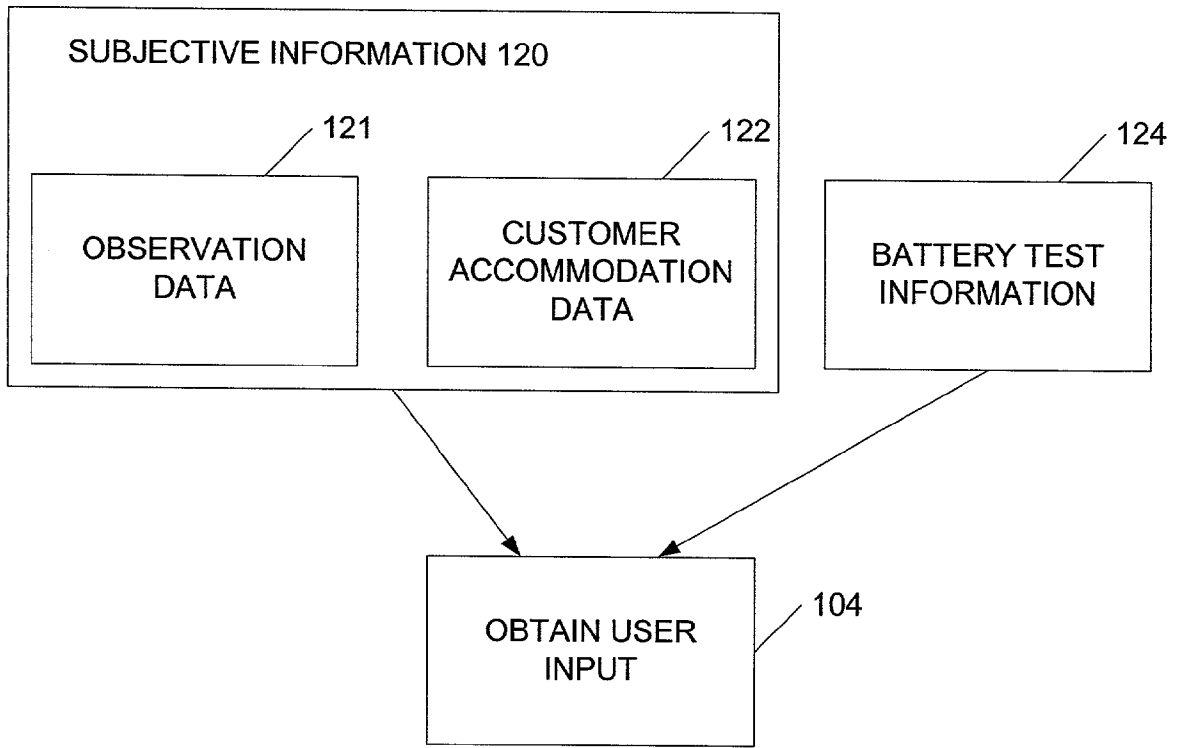 SUBJECTIVE INFORMATION 120
121
122
124
OBSERVATION
DATA
CUSTOMER
ACCOMMODATION
DATA
BATTERY TEST
INFORMATION
104
OBTAIN USER
INPUT